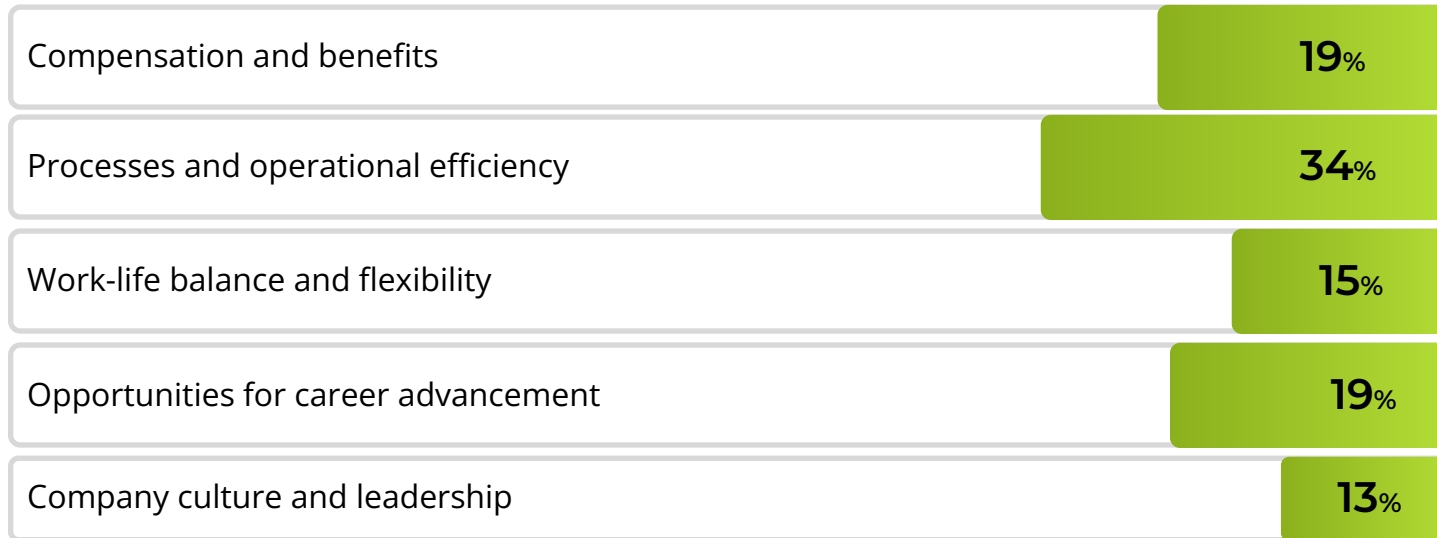 Compensation and benefits 19%
Processes and operational efficiency 34%
Work-life balance and flexibility 15%
Opportunities for career advancement 19%
Company culture and leadership 13%